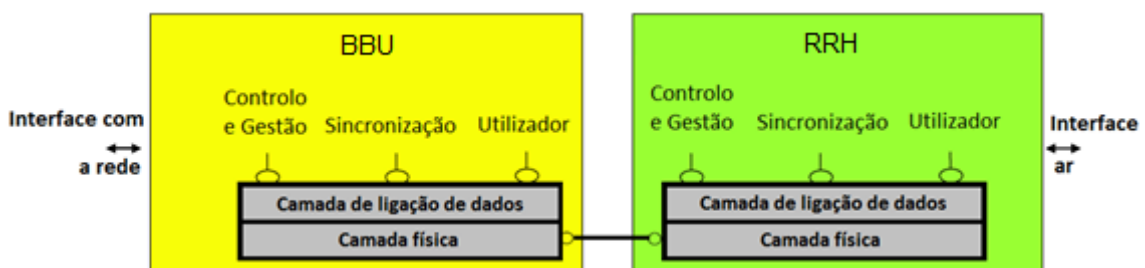 BBU
RRH
Controlo
e Gestão
Sincronização
Utilizador
Controlo
e Gestão
Sincronização
Utilizador
Interface com
a rede
Interface
ar
Camada de ligação de dados
Camada física
Camada de ligação de dados
Camada física